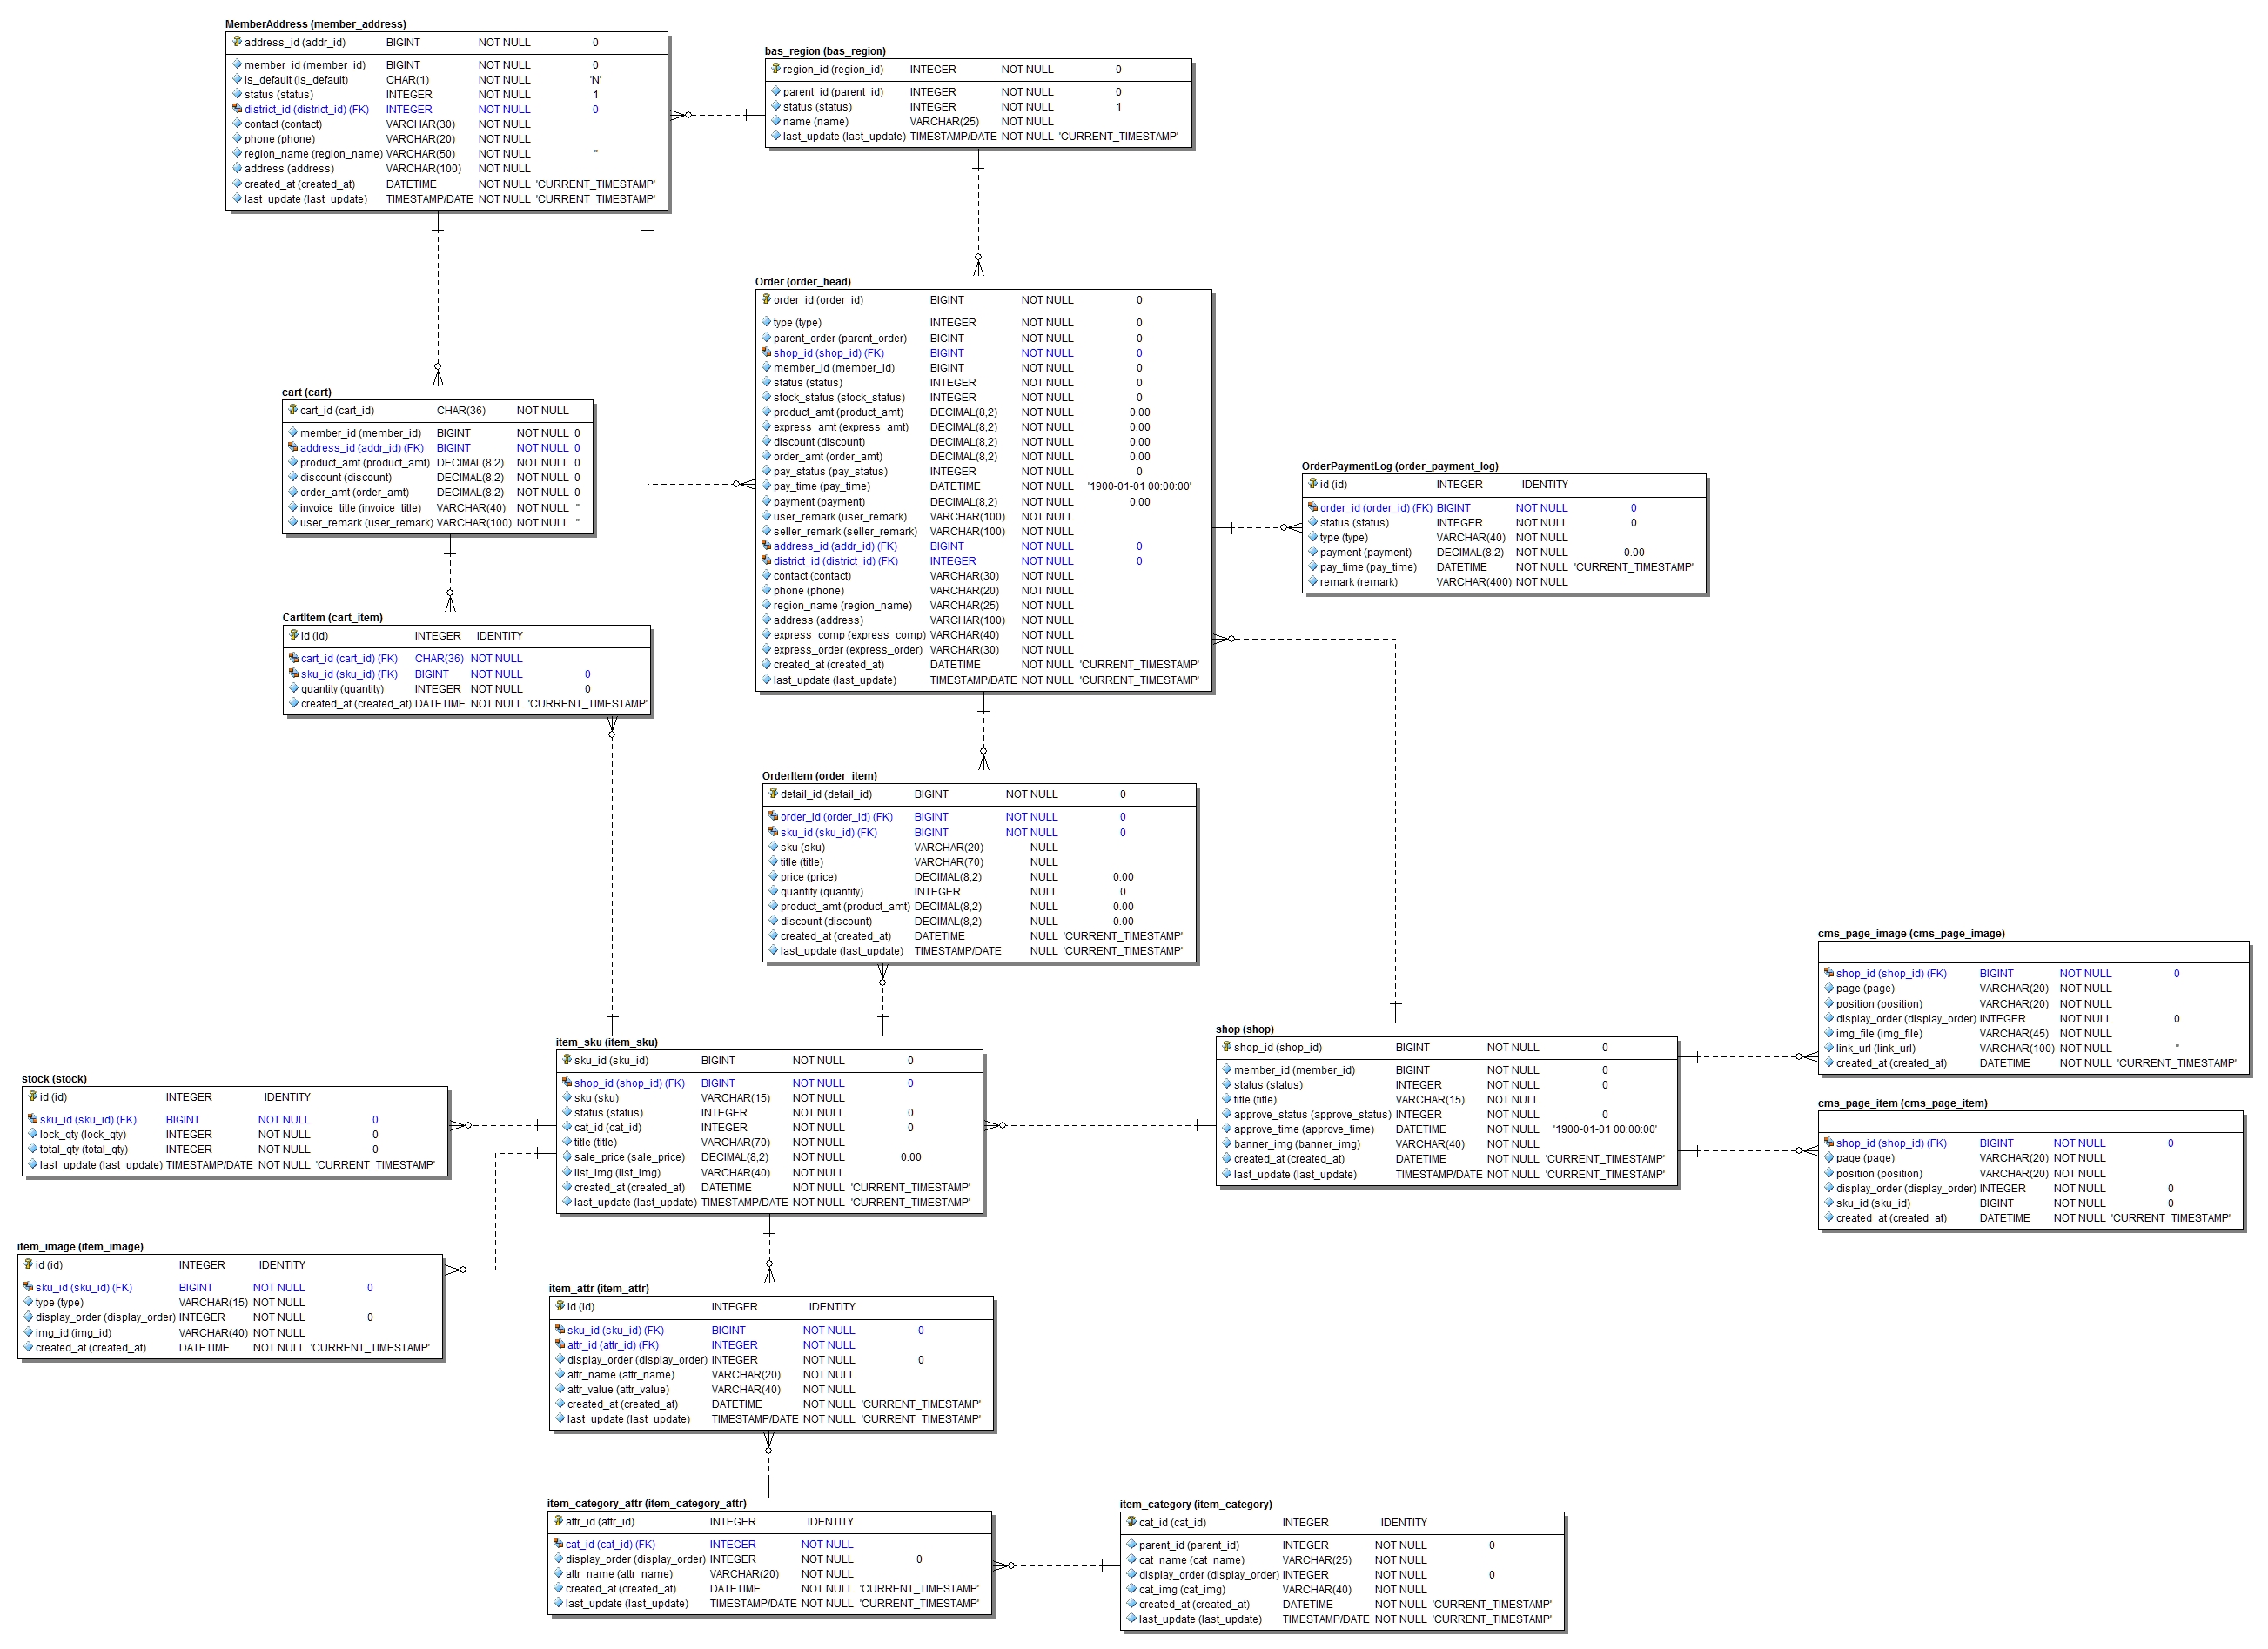 MemberAddress (member_address)
address_id (addr_id) BIGINT NOT NULL 0
member_id (member_id) BIGINT NOT NULL 0
is_default (is_default) CHAR(1) NOT NULL 'N'
status (status) INTEGER NOT NULL 1
district_id (district_id) (FK) INTEGER NOT NULL 0
contact (contact) VARCHAR(30) NOT NULL
phone (phone) VARCHAR(20) NOT NULL
region_name (region_name) VARCHAR(50) NOT NULL ''
address (address) VARCHAR(100) NOT NULL
created_at (created_at) DATETIME NOT NULL 'CURRENT_TIMESTAMP'
last_update (last_update) TIMESTAMP/DATE NOT NULL 'CURRENT_TIMESTAMP'
bas_region (bas_region)
region_id (region_id) INTEGER NOT NULL 0
parent_id (parent_id) INTEGER NOT NULL 0
status (status) INTEGER NOT NULL 1
name (name) VARCHAR(25) NOT NULL
last_update (last_update) TIMESTAMP/DATE NOT NULL 'CURRENT_TIMESTAMP'
Order (order_head)
order_id (order_id) BIGINT NOT NULL 0
type (type) INTEGER NOT NULL 0
parent_order (parent_order) BIGINT NOT NULL 0
shop_id (shop_id) (FK) BIGINT NOT NULL 0
member_id (member_id) BIGINT NOT NULL 0
status (status) INTEGER NOT NULL 0
stock_status (stock_status) INTEGER NOT NULL 0
product_amt (product_amt) DECIMAL(8,2) NOT NULL 0.00
express_amt (express_amt) DECIMAL(8,2) NOT NULL 0.00
discount (discount) DECIMAL(8,2) NOT NULL 0.00
order_amt (order_amt) DECIMAL(8,2) NOT NULL 0.00
pay_status (pay_status) INTEGER NOT NULL 0
pay_time (pay_time) DATETIME NOT NULL '1900-01-01 00:00:00'
payment (payment) DECIMAL(8,2) NOT NULL 0.00
user_remark (user_remark) VARCHAR(100) NOT NULL
seller_remark (seller_remark) VARCHAR(100) NOT NULL
address_id (addr_id) (FK) BIGINT NOT NULL 0
district_id (district_id) (FK) INTEGER NOT NULL 0
contact (contact) VARCHAR(30) NOT NULL
phone (phone) VARCHAR(20) NOT NULL
region_name (region_name) VARCHAR(25) NOT NULL
address (address) VARCHAR(100) NOT NULL
express_comp (express_comp) VARCHAR(40) NOT NULL
express_order (express_order) VARCHAR(30) NOT NULL
created_at (created_at) DATETIME NOT NULL 'CURRENT_TIMESTAMP'
last_update (last_update) TIMESTAMP/DATE NOT NULL 'CURRENT_TIMESTAMP'
cart (cart)
cart_id (cart_id) CHAR(36) NOT NULL
member_id (member_id) BIGINT NOT NULL 0
address_id (addr_id) (FK) BIGINT NOT NULL 0
product_amt (product_amt) DECIMAL(8,2) NOT NULL 0
discount (discount) DECIMAL(8,2) NOT NULL 0
order_amt (order_amt) DECIMAL(8,2) NOT NULL 0
invoice_title (invoice_title) VARCHAR(40) NOT NULL ''
user_remark (user_remark) VARCHAR(100) NOT NULL ''
OrderPaymentLog (order_payment_log)
id (id) INTEGER IDENTITY
order_id (order_id) (FK) BIGINT NOT NULL 0
status (status) INTEGER NOT NULL 0
type (type) VARCHAR(40) NOT NULL
payment (payment) DECIMAL(8,2) NOT NULL 0.00
pay_time (pay_time) DATETIME NOT NULL 'CURRENT_TIMESTAMP'
remark (remark) VARCHAR(400) NOT NULL
CartItem (cart_item)
id (id) INTEGER IDENTITY
cart_id (cart_id) (FK) CHAR(36) NOT NULL
sku_id (sku_id) (FK) BIGINT NOT NULL 0
quantity (quantity) INTEGER NOT NULL 0
created_at (created_at) DATETIME NOT NULL 'CURRENT_TIMESTAMP'
OrderItem (order_item)
detail_id (detail_id) BIGINT NOT NULL 0
order_id (order_id) (FK) BIGINT NOT NULL 0
sku_id (sku_id) (FK) BIGINT NOT NULL 0
sku (sku) VARCHAR(20) NULL
title (title) VARCHAR(70) NULL
price (price) DECIMAL(8,2) NULL 0.00
quantity (quantity) INTEGER NULL 0
product_amt (product_amt) DECIMAL(8,2) NULL 0.00
discount (discount) DECIMAL(8,2) NULL 0.00
created_at (created_at) DATETIME NULL 'CURRENT_TIMESTAMP'
last_update (last_update) TIMESTAMP/DATE NULL 'CURRENT_TIMESTAMP'
cms_page_image (cms_page_image)
shop_id (shop_id) (FK) BIGINT NOT NULL 0
page (page) VARCHAR(20) NOT NULL
position (position) VARCHAR(20) NOT NULL
display_order (display_order) INTEGER NOT NULL 0
img_file (img_file) VARCHAR(45) NOT NULL
link_url (link_url) VARCHAR(100) NOT NULL ''
created_at (created_at) DATETIME NOT NULL 'CURRENT_TIMESTAMP'
shop (shop)
shop_id (shop_id) BIGINT NOT NULL 0
member_id (member_id) BIGINT NOT NULL 0
status (status) INTEGER NOT NULL 0
title (title) VARCHAR(15) NOT NULL
approve_status (approve_status) INTEGER NOT NULL 0
approve_time (approve_time) DATETIME NOT NULL '1900-01-01 00:00:00'
banner_img (banner_img) VARCHAR(40) NOT NULL
created_at (created_at) DATETIME NOT NULL 'CURRENT_TIMESTAMP'
last_update (last_update) TIMESTAMP/DATE NOT NULL 'CURRENT_TIMESTAMP'
item_sku (item_sku)
sku_id (sku_id) BIGINT NOT NULL 0
shop_id (shop_id) (FK) BIGINT NOT NULL 0
sku (sku) VARCHAR(15) NOT NULL
status (status) INTEGER NOT NULL 0
cat_id (cat_id) INTEGER NOT NULL 0
title (title) VARCHAR(70) NOT NULL
sale_price (sale_price) DECIMAL(8,2) NOT NULL 0.00
list_img (list_img) VARCHAR(40) NOT NULL
created_at (created_at) DATETIME NOT NULL 'CURRENT_TIMESTAMP'
last_update (last_update) TIMESTAMP/DATE NOT NULL 'CURRENT_TIMESTAMP'
stock (stock)
id (id) INTEGER IDENTITY
sku_id (sku_id) (FK) BIGINT NOT NULL 0
lock_qty (lock_qty) INTEGER NOT NULL 0
total_qty (total_qty) INTEGER NOT NULL 0
last_update (last_update) TIMESTAMP/DATE NOT NULL 'CURRENT_TIMESTAMP'
cms_page_item (cms_page_item)
shop_id (shop_id) (FK) BIGINT NOT NULL 0
page (page) VARCHAR(20) NOT NULL
position (position) VARCHAR(20) NOT NULL
display_order (display_order) INTEGER NOT NULL 0
sku_id (sku_id) BIGINT NOT NULL 0
created_at (created_at) DATETIME NOT NULL 'CURRENT_TIMESTAMP'
item_image (item_image)
id (id) INTEGER IDENTITY
sku_id (sku_id) (FK) BIGINT NOT NULL 0
type (type) VARCHAR(15) NOT NULL
display_order (display_order) INTEGER NOT NULL 0
img_id (img_id) VARCHAR(40) NOT NULL
created_at (created_at) DATETIME NOT NULL 'CURRENT_TIMESTAMP'
item_attr (item_attr)
id (id) INTEGER IDENTITY
sku_id (sku_id) (FK) BIGINT NOT NULL 0
attr_id (attr_id) (FK) INTEGER NOT NULL
display_order (display_order) INTEGER NOT NULL 0
attr_name (attr_name) VARCHAR(20) NOT NULL
attr_value (attr_value) VARCHAR(40) NOT NULL
created_at (created_at) DATETIME NOT NULL 'CURRENT_TIMESTAMP'
last_update (last_update) TIMESTAMP/DATE NOT NULL 'CURRENT_TIMESTAMP'
item_category_attr (item_category_attr)
attr_id (attr_id) INTEGER IDENTITY
cat_id (cat_id) (FK) INTEGER NOT NULL
display_order (display_order) INTEGER NOT NULL 0
attr_name (attr_name) VARCHAR(20) NOT NULL
created_at (created_at) DATETIME NOT NULL 'CURRENT_TIMESTAMP'
last_update (last_update) TIMESTAMP/DATE NOT NULL 'CURRENT_TIMESTAMP'
item_category (item_category)
cat_id (cat_id) INTEGER IDENTITY
parent_id (parent_id) INTEGER NOT NULL 0
cat_name (cat_name) VARCHAR(25) NOT NULL
display_order (display_order) INTEGER NOT NULL 0
cat_img (cat_img) VARCHAR(40) NOT NULL
created_at (created_at) DATETIME NOT NULL 'CURRENT_TIMESTAMP'
last_update (last_update) TIMESTAMP/DATE NOT NULL 'CURRENT_TIMESTAMP'